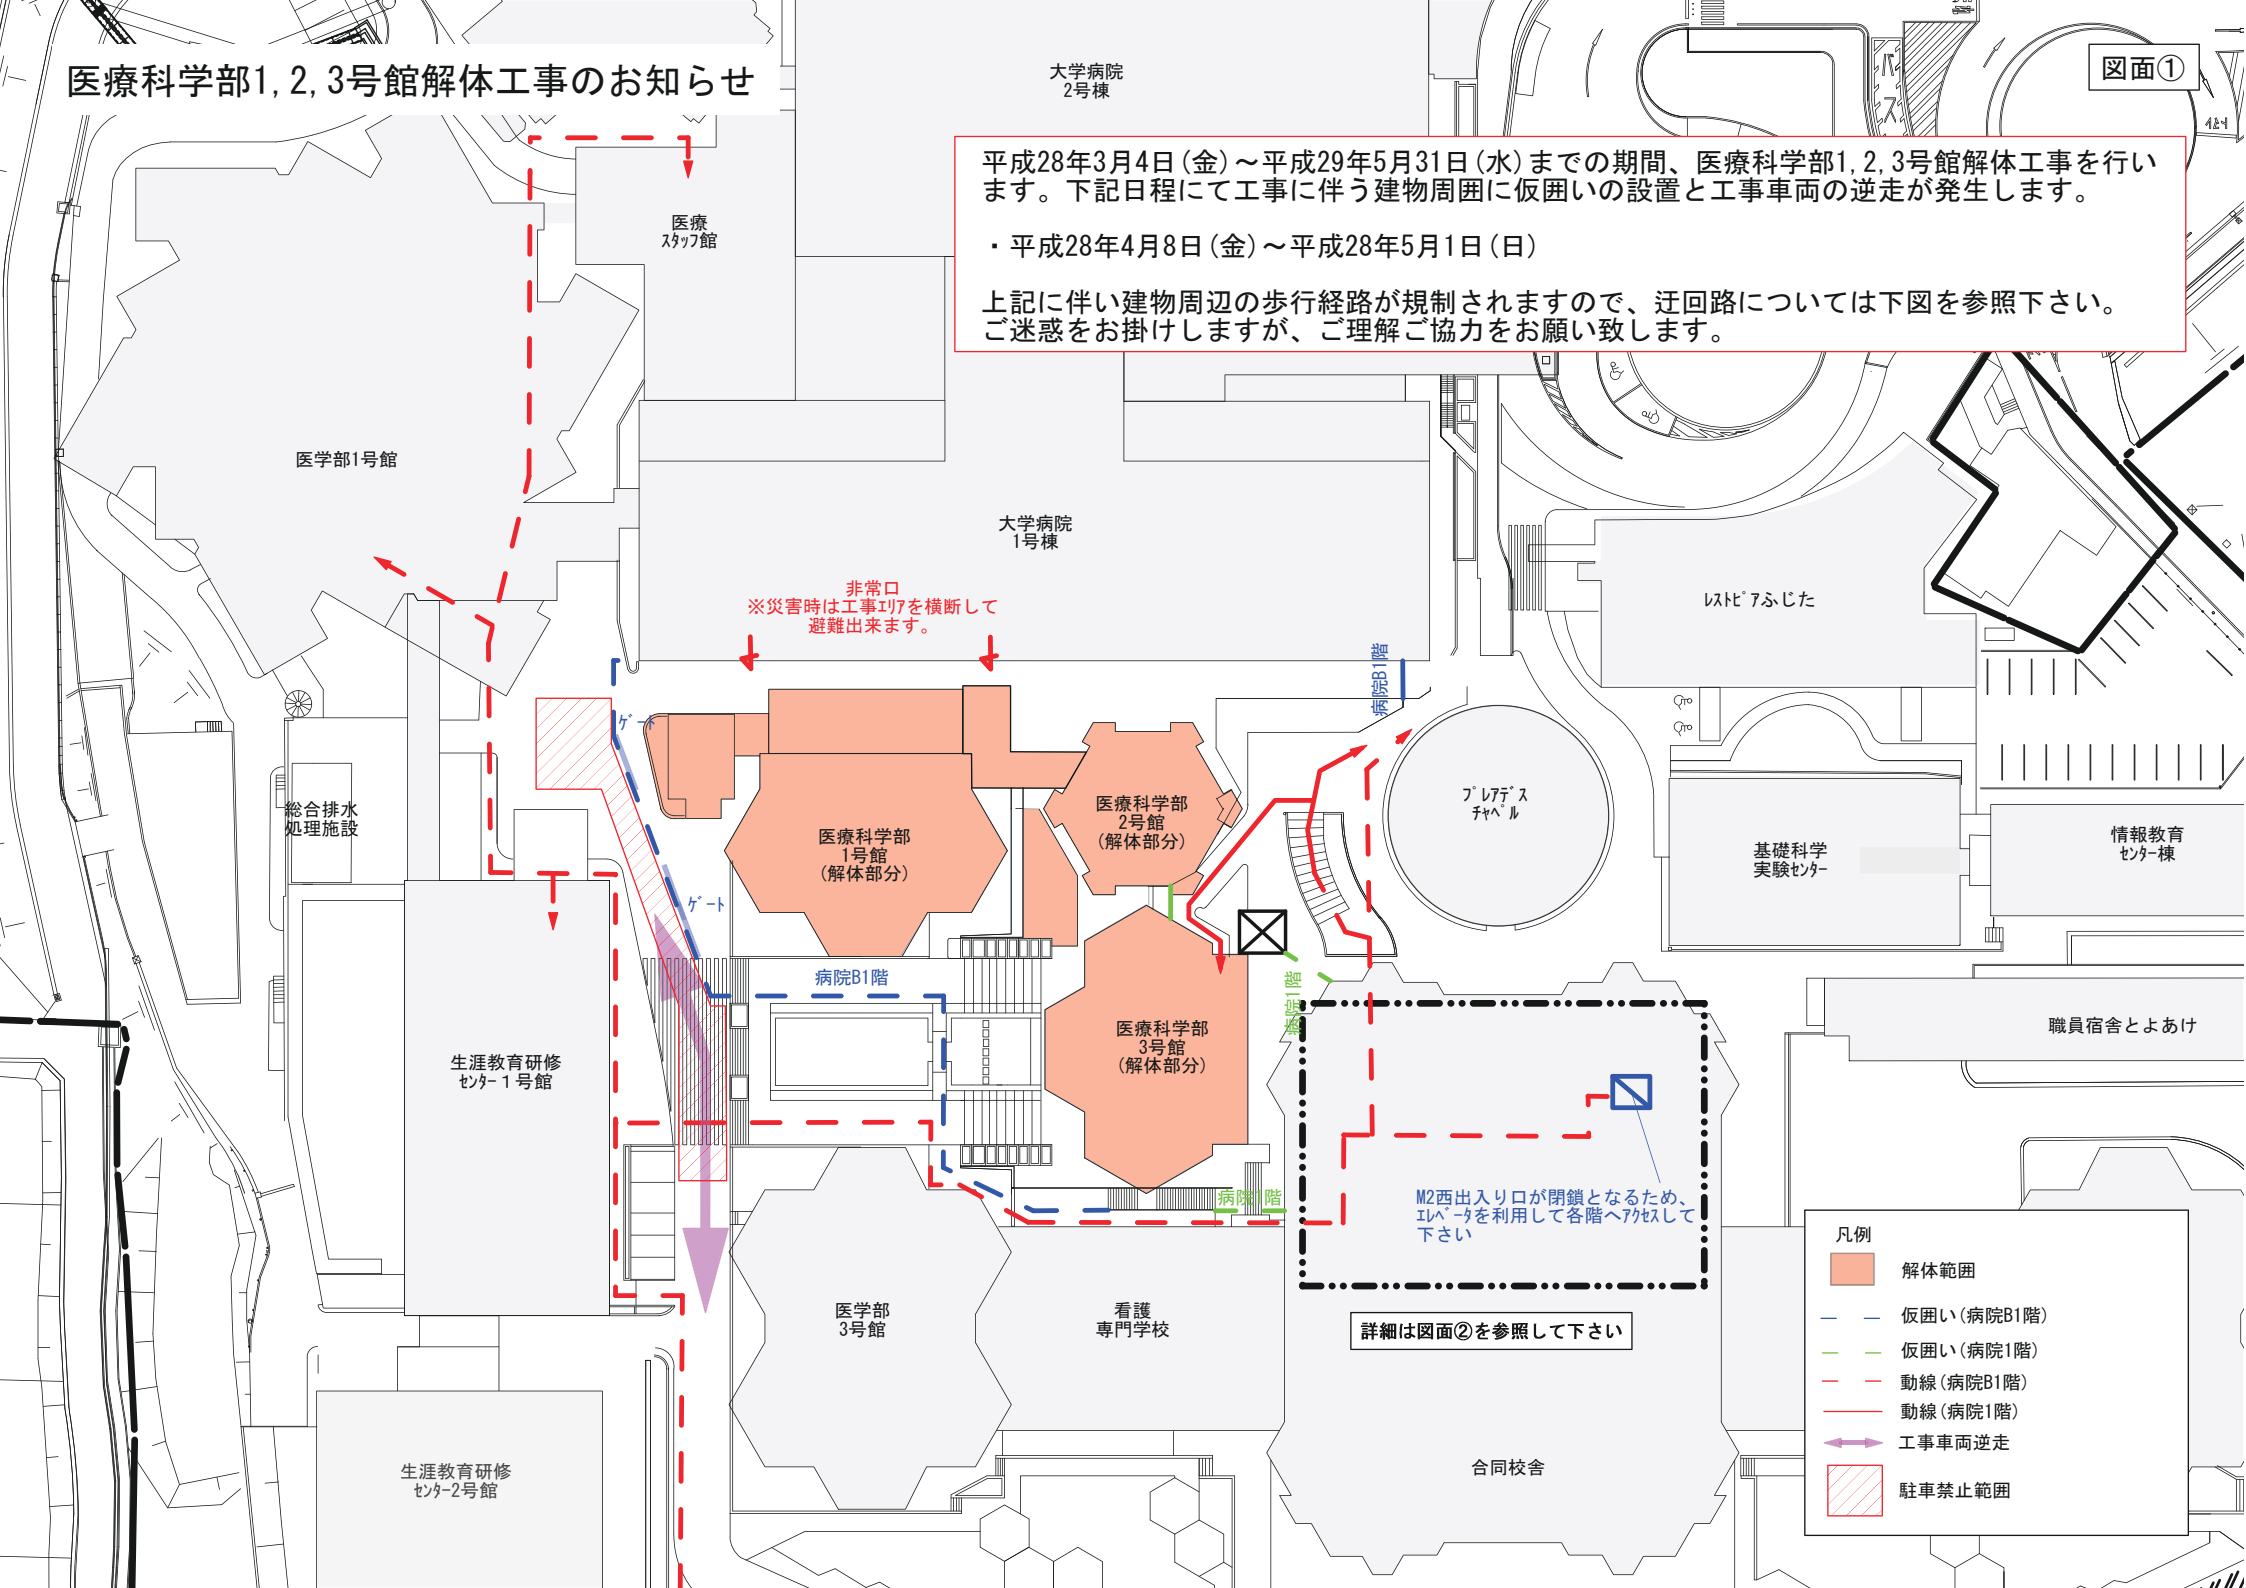 医療科学部1,2,3号館解体工事のお知らせ
図面①
平成28年3月4日(金)～平成29年5月31日(水)までの期間、医療科学部1,2,3号館解体工事を行い
ます。下記日程にて工事に伴う建物周囲に仮囲いの設置と工事車両の逆走が発生します。
・平成28年4月8日(金)～平成28年5月1日(日)
上記に伴い建物周辺の歩行経路が規制されますので、迂回路については下図を参照下さい。
ご迷惑をお掛けしますが、ご理解ご協力をお願い致します。
大学病院
2号棟
バス
医療
ｽﾀｯﾌ館
医学部1号館
大学病院
1号棟
非常口
※災害時は工事ｴﾘｱを横断して
避難出来ます。
ﾚｽﾄﾋﾟｱふじた
病院B1階
ｹﾞｰﾄ
総合排水
処理施設
医療科学部
1号館
(解体部分)
医療科学部
2号館
(解体部分)
ﾌﾟﾚｱﾃﾞｽ
ﾁｬﾍﾟﾙ
基礎科学
実験ｾﾝﾀｰ
情報教育
ｾﾝﾀｰ棟
ｹﾞｰﾄ
病院B1階
病院1階
医療科学部
3号館
(解体部分)
職員宿舎とよあけ
生涯教育研修
ｾﾝﾀｰ１号館
病院1階
M2西出入り口が閉鎖となるため、
ｴﾚﾍﾞｰﾀを利用して各階へｱｸｾｽして
下さい
医学部
3号館
看護
専門学校
詳細は図面②を参照して下さい
合同校舎
生涯教育研修
ｾﾝﾀｰ2号館
凡例
解体範囲
仮囲い(病院B1階)
仮囲い(病院1階)
動線(病院B1階)
動線(病院1階)
工事車両逆走
駐車禁止範囲